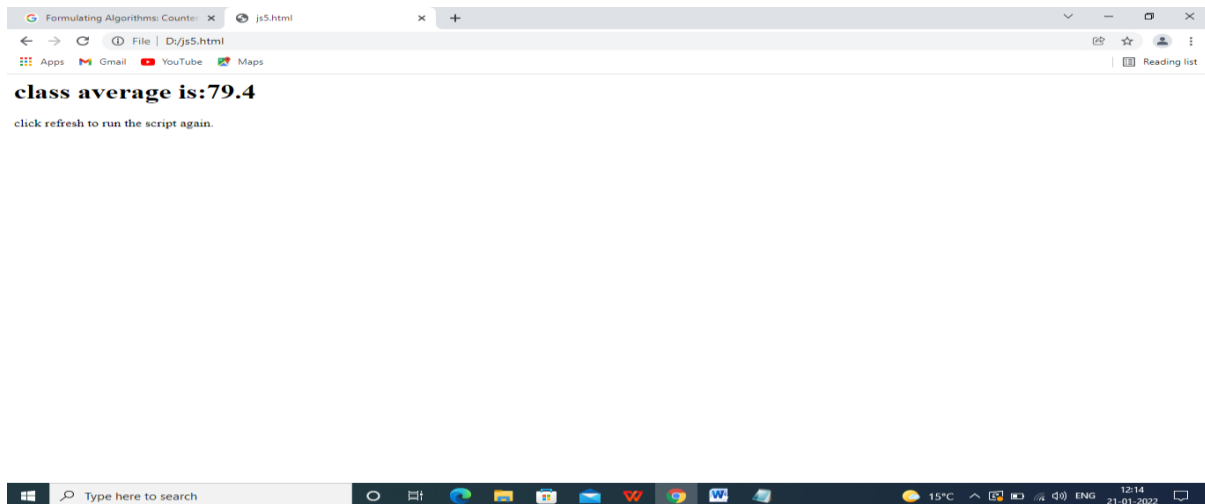 Formulating Algorithms: Counter
js5.html
File | D:/js5.html
Apps Gmail YouTube Maps Reading list
class average is:79.4
click refresh to run the script again.
Type here to search
15°C ENG 12:14
21-01-2022